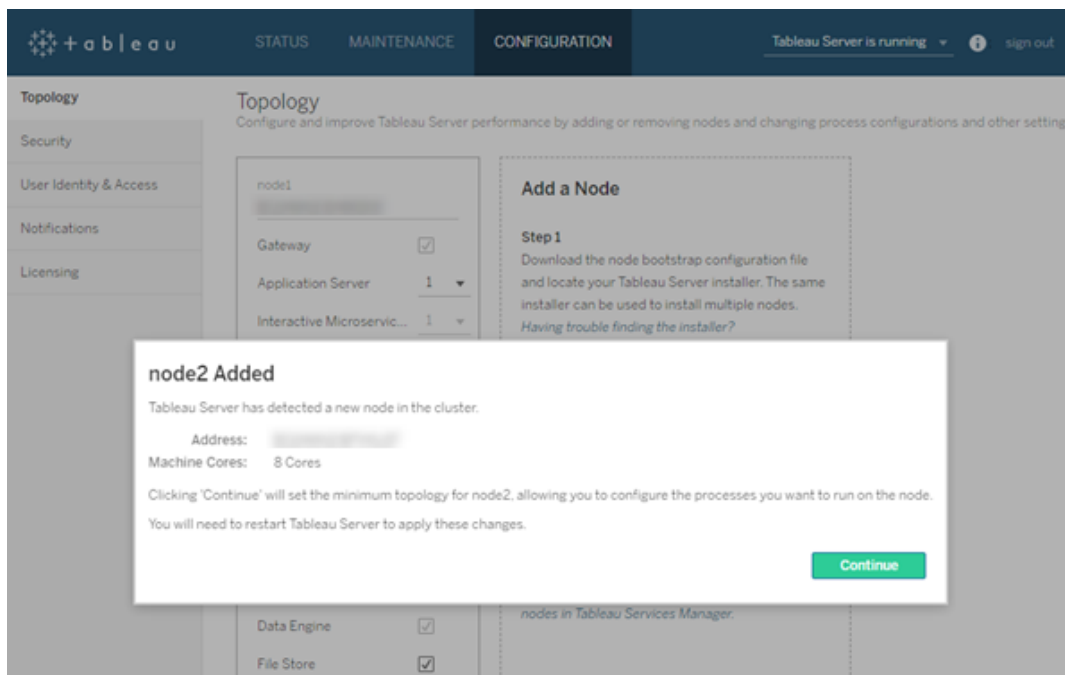 +ableau
STATUS MAINTENANCE CONFIGURATION Tableau Server is running sign out
Topology
Security
User Identity & Access
Notifications
Licensing
Topology
Configure and improve Tableau Server performance by adding or removing nodes and changing process configurations and other setting
node1
Gateway
Application Server 1
Interactive Microservic... 1
Add a Node
Step 1
Download the node bootstrap configuration file
and locate your Tableau Server installer. The same
installer can be used to install multiple nodes.
Having trouble finding the installer?
node2 Added
Tableau Server has detected a new node in the cluster.
Address:
Machine Cores: 8 Cores
Clicking 'Continue' will set the minimum topology for node2, allowing you to configure the processes you want to run on the node.
You will need to restart Tableau Server to apply these changes.
Continue
nodes in Tableau Services Manager.
Data Engine
File Store